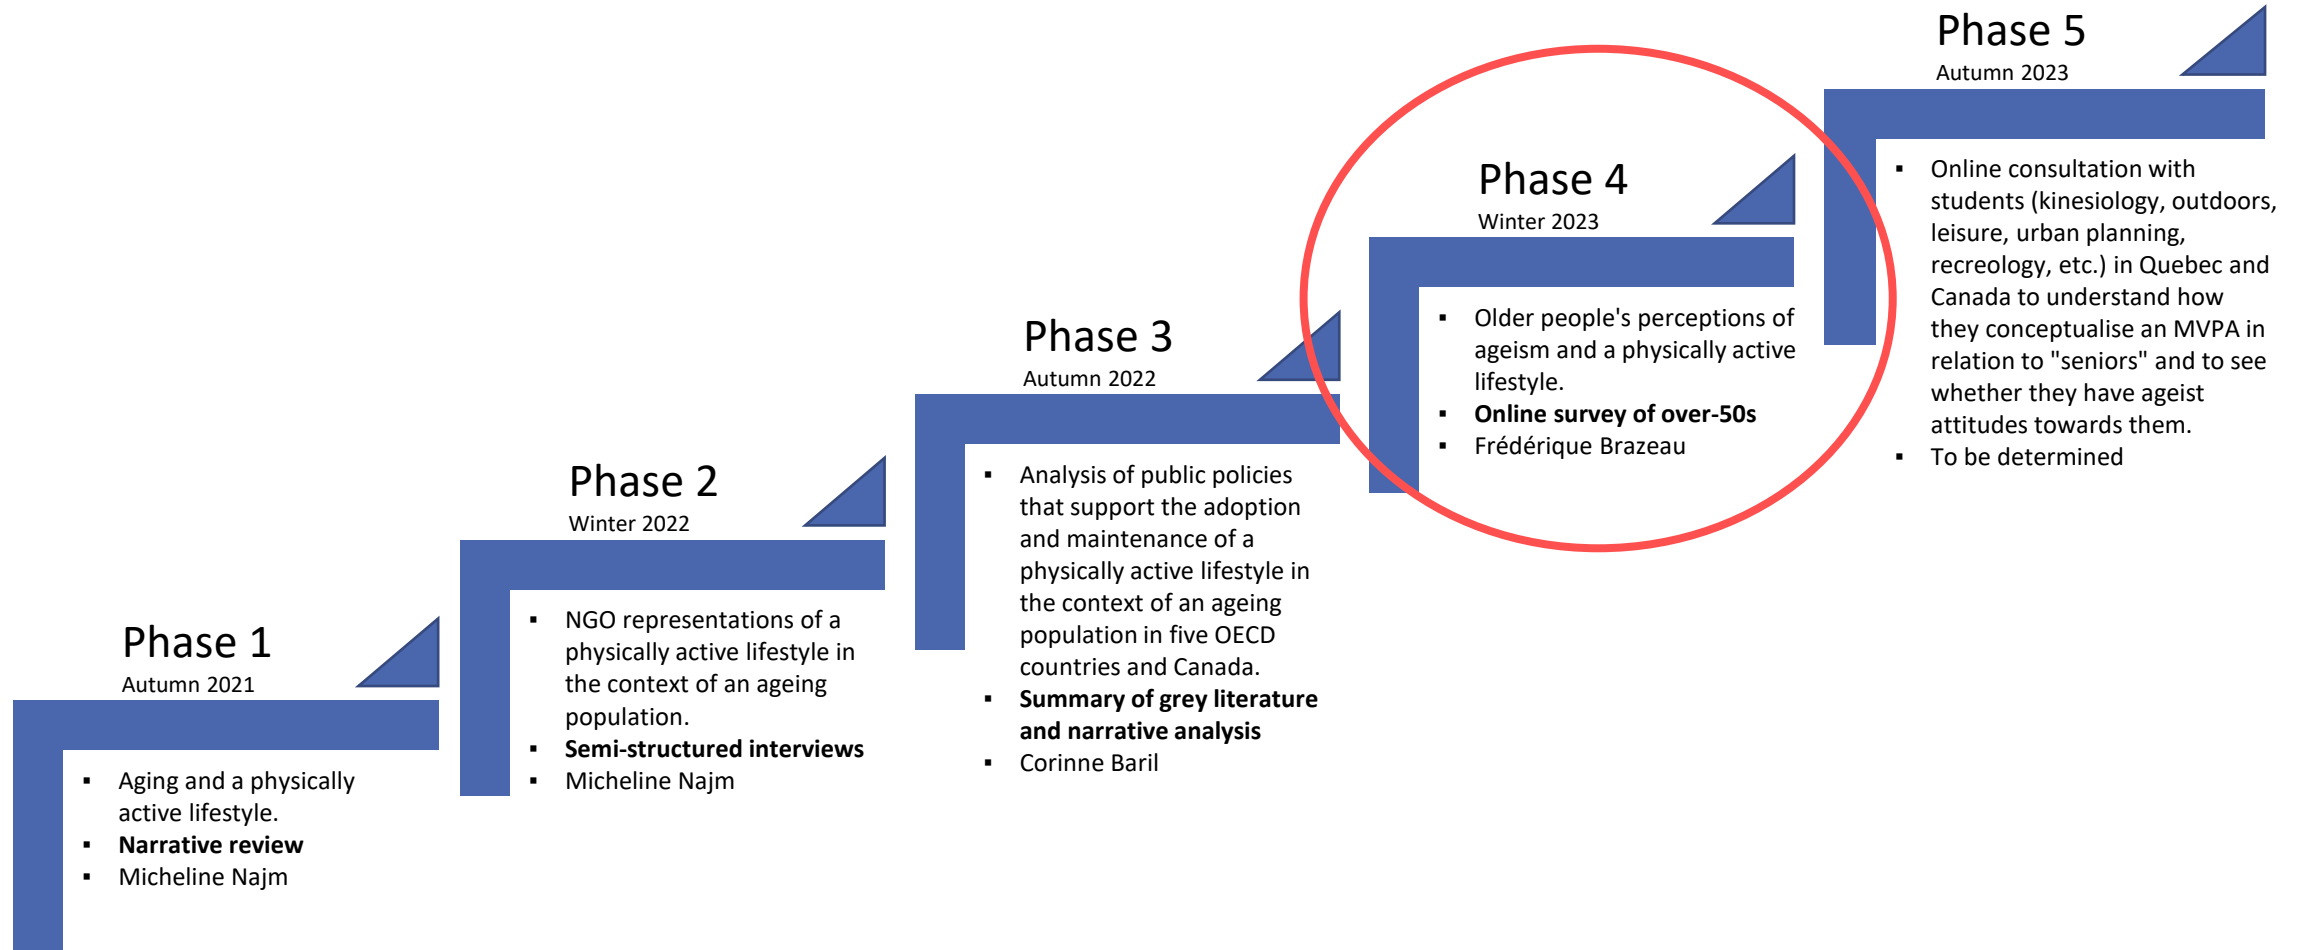 Phase 1
Autumn 2021
▪ Aging and a physically
active lifestyle.
▪ Narrative review
▪ Micheline Najm
Phase 2
Winter 2022
▪ NGO representations of a
physically active lifestyle in
the context of an ageing
population.
▪ Semi-structured interviews
▪ Micheline Najm
Phase 3
Autumn 2022
▪ Analysis of public policies
that support the adoption
and maintenance of a
physically active lifestyle in
the context of an ageing
population in five OECD
countries and Canada.
▪ Summary of grey literature
and narrative analysis
▪ Corinne Baril
Phase 4
Winter 2023
▪ Older people's perceptions of
ageism and a physically active
lifestyle.
▪ Online survey of over-50s
▪ Frédérique Brazeau
Phase 5
Autumn 2023
▪ Online consultation with
students (kinesiology, outdoors,
leisure, urban planning,
recreology, etc.) in Quebec and
Canada to understand how
they conceptualise an MVPA in
relation to "seniors" and to see
whether they have ageist
attitudes towards them.
▪ To be determined